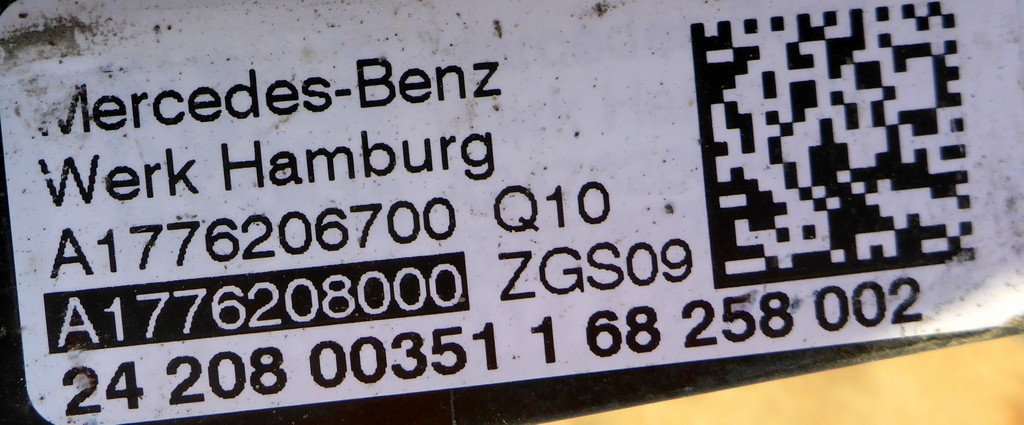 Mercedes-Benz
Werk Hamburg
A1776206700 Q10
A1776208000 ZGS09
24 208 00351 1 68 258 002